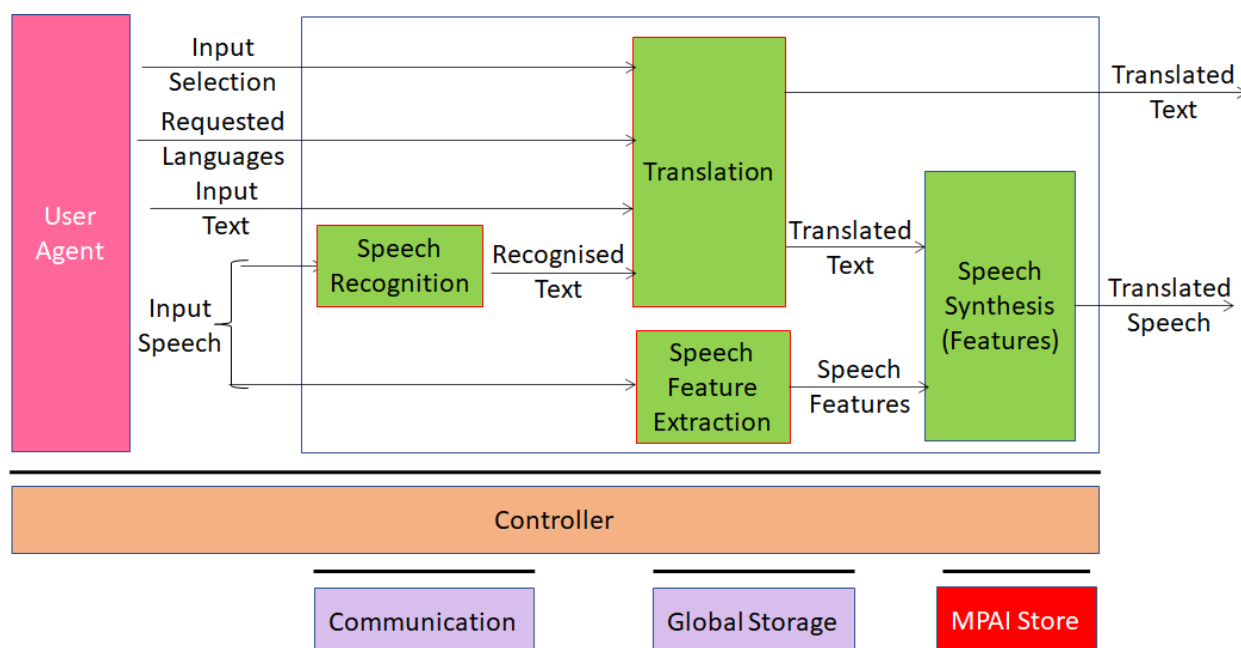 Input
Selection
Requested
Languages
Input
Text
User
Agent
Input
Speech
Speech
Recognition
Recognised
Text
Translation
Speech
Feature
Extraction
Translated
Text
Speech
Features
Speech
Synthesis
(Features)
Translated
Text
Translated
Speech
Controller
Communication
Global Storage
MPAI Store